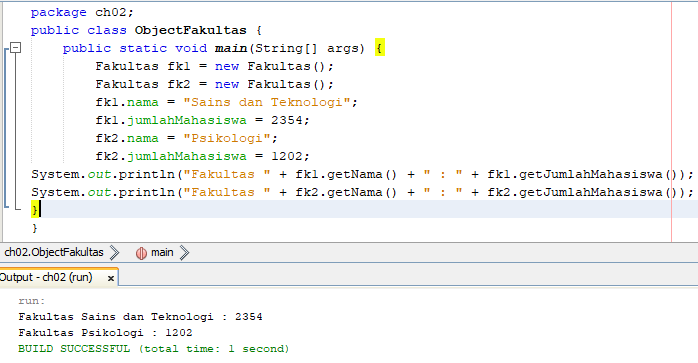 package ch02;
public class ObjectFakultas {
public static void main(String[] args) {
Fakultas fk1 = new Fakultas();
Fakultas fk2 = new Fakultas();
fk1.nama = "Sains dan Teknologi";
fk1.jumlahMahasiswa = 2354;
fk2.nama = "Psikologi";
fk2.jumlahMahasiswa = 1202;
System.out.println("Fakultas " + fk1.getNama() + " : " + fk1.getJumlahMahasiswa());
System.out.println("Fakultas " + fk2.getNama() + " : " + fk2.getJumlahMahasiswa());
}
}
ch02.ObjectFakultas main
Output - ch02 (run) ×
run:
Fakultas Sains dan Teknologi : 2354
Fakultas Psikologi : 1202
BUILD SUCCESSFUL (total time: 1 second)